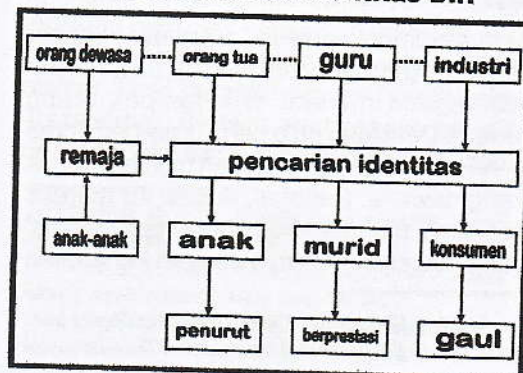 orang dewasa
orang tua
guru
industri
remaja
pencarian identitas
anak-anak
anak
murid
konsumen
penurut
berprestasi
gaul